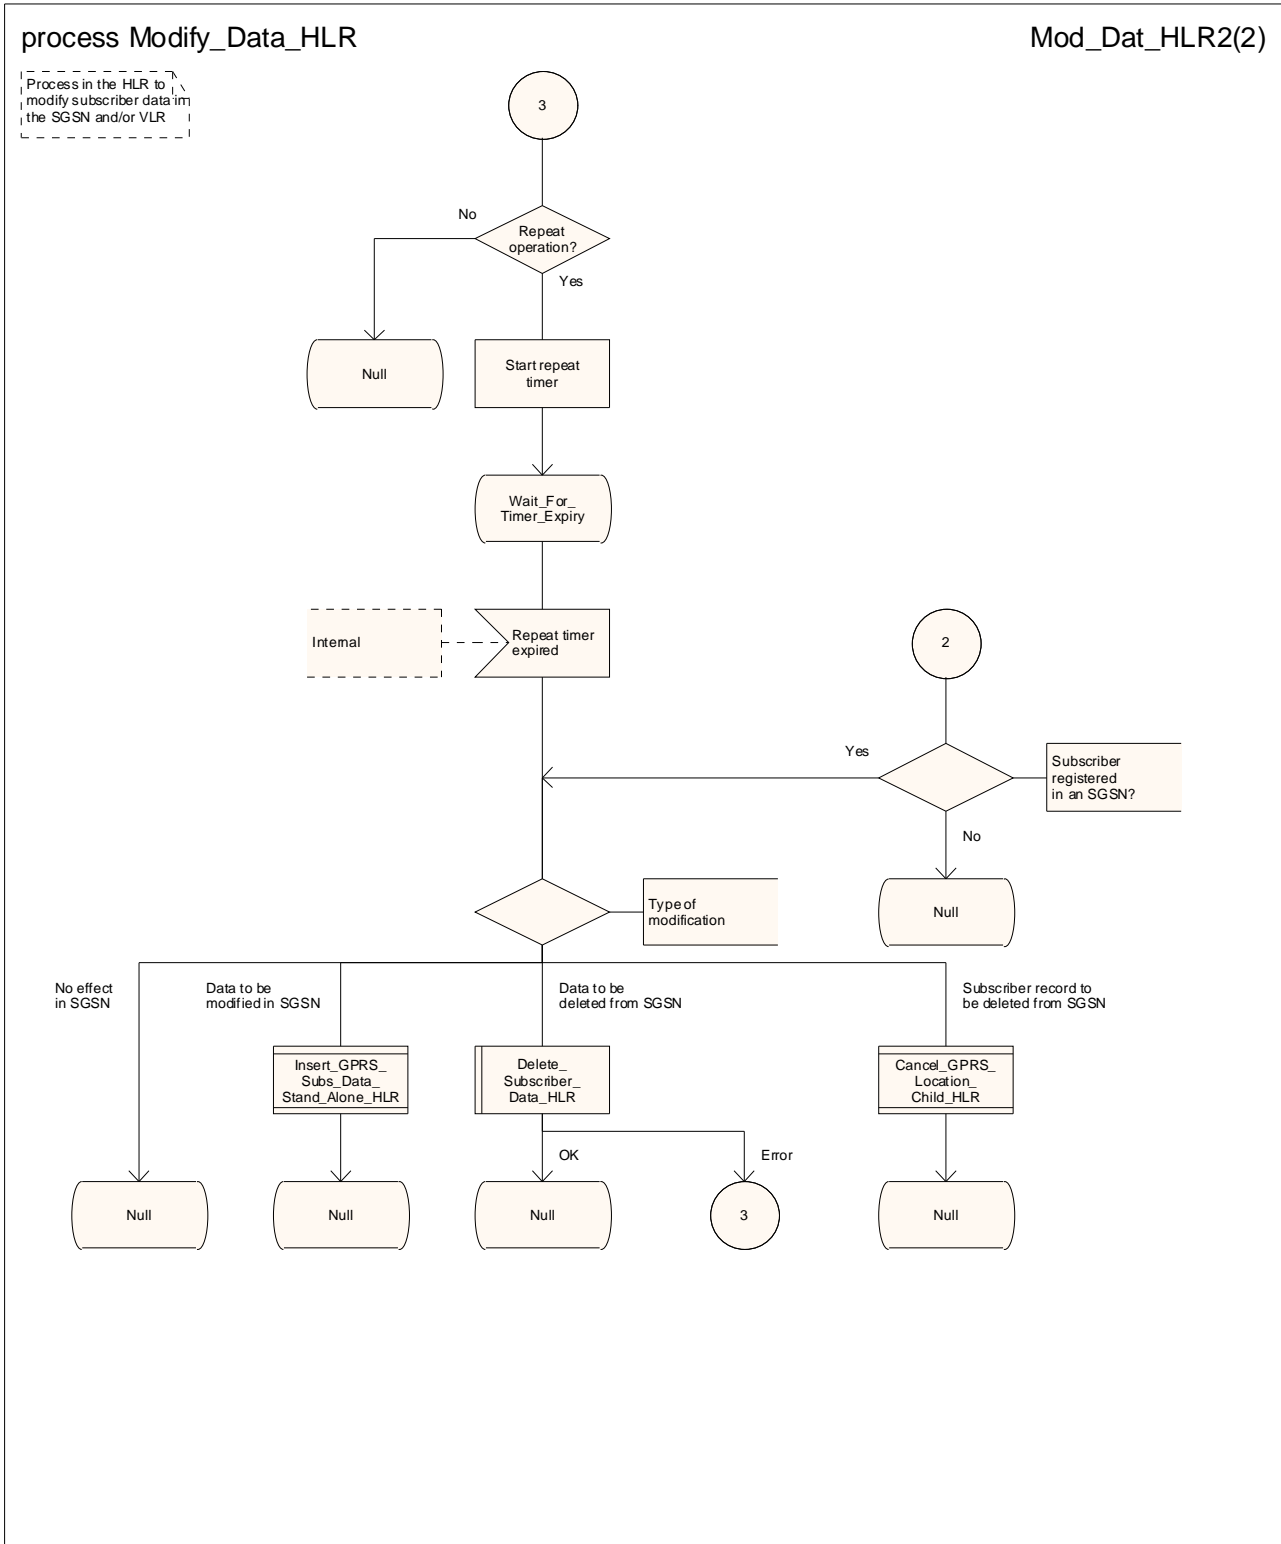 process Modify_Data_HLR
Mod_Dat_HLR2(2)
Process in the HLR to
modify subscriber data in
the SGSN and/or VLR
3
No
Repeat
operation?
Yes
Null
Start repeat
timer
Wait_For_
Timer_Expiry
Internal
Repeat timer
expired
2
Yes
Subscriber
registered
in an SGSN?
No
Null
Type of
modification
No effect
in SGSN
Data to be
modified in SGSN
Data to be
deleted from SGSN
Subscriber record to
be deleted from SGSN
Insert_GPRS_
Subs_Data_
Stand_Alone_HLR
Delete_
Subscriber_
Data_HLR
Cancel_GPRS_
Location_
Child_HLR
OK
Error
Null
Null
Null
3
Null